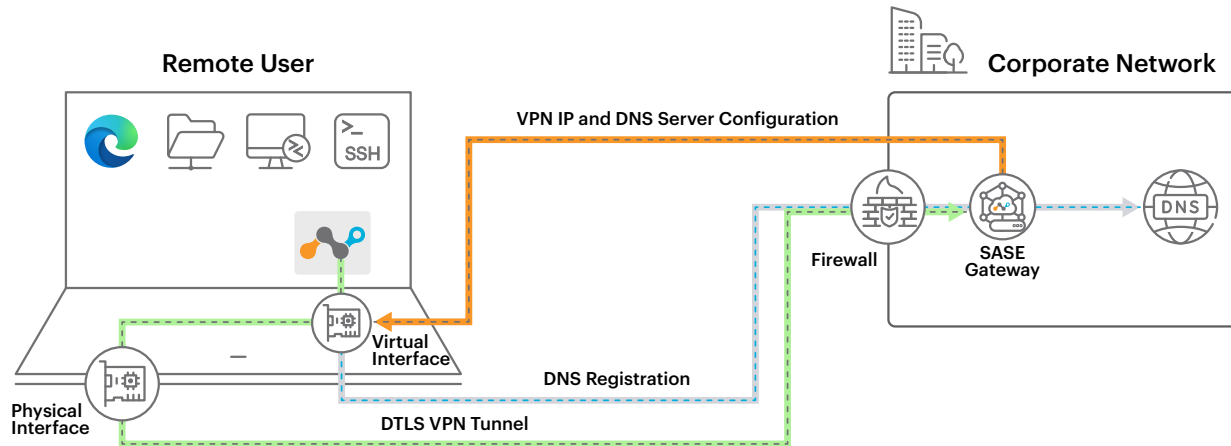 Remote User
Corporate Network
VPN IP and DNS Server Configuration
>_
SSH
DNS
Firewall
SASE
Gateway
Virtual
Interface
DNS Registration
Physical
Interface
DTLS VPN Tunnel